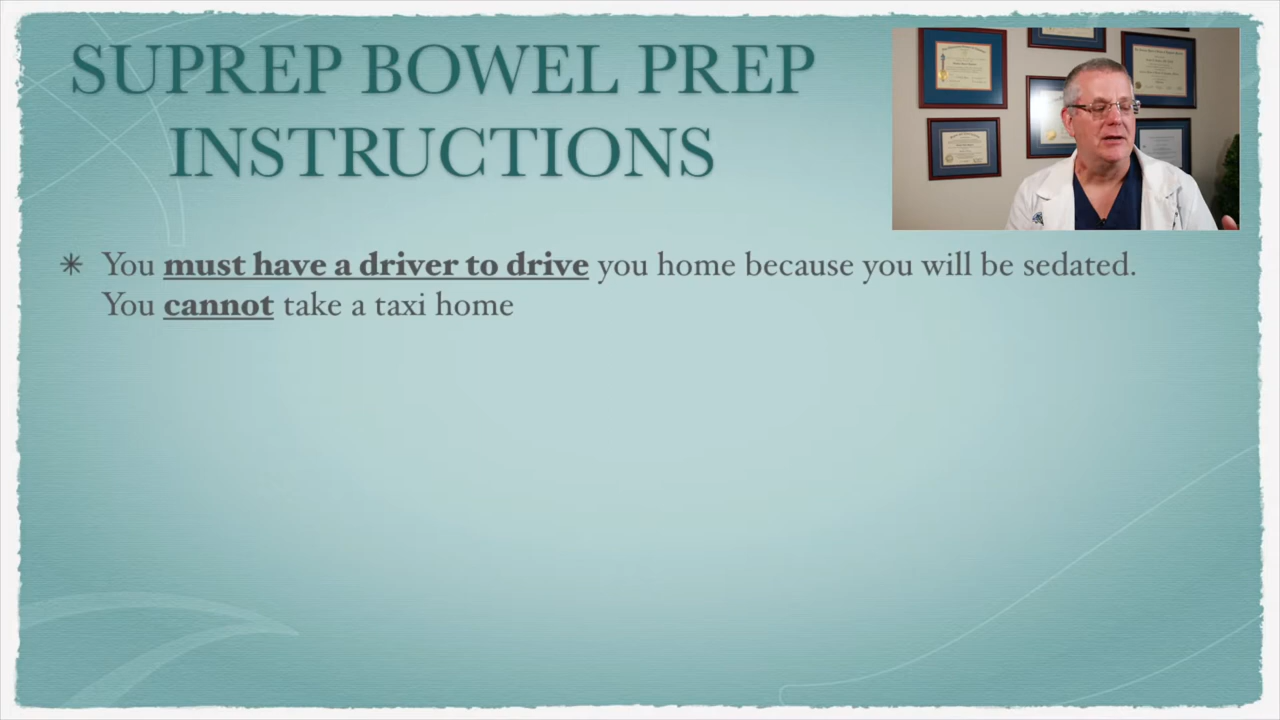 SUPREP BOWEL PREP
INSTRUCTIONS
You must have a driver to drive you home because you will be sedated.
You cannot take a taxi home